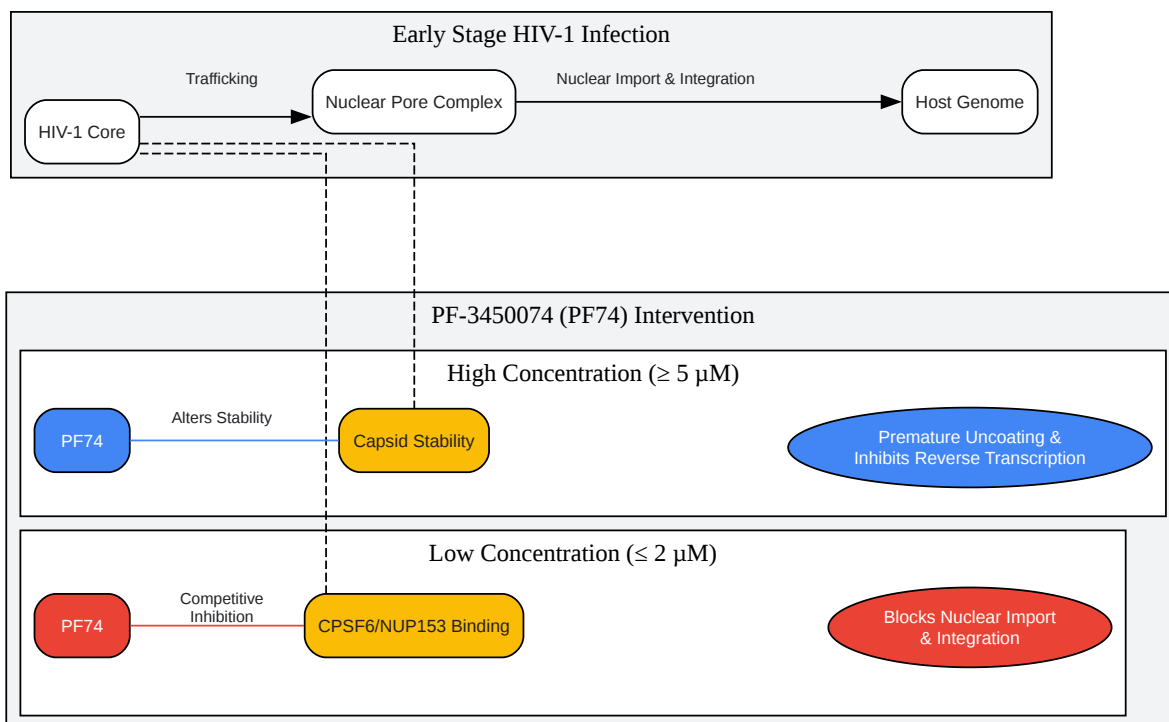 Early Stage HIV-1 Infection
Trafficking
Nuclear Import & Integration
HIV-1 Core
Nuclear Pore Complex
Host Genome
PF-3450074 (PF74) Intervention
High Concentration (≥ 5 µM)
PF74
Alters Stability
Capsid Stability
Premature Uncoating &
Inhibits Reverse Transcription
Low Concentration (≤ 2 µM)
PF74
Competitive
Inhibition
CPSF6/NUP153 Binding
Blocks Nuclear Import
& Integration